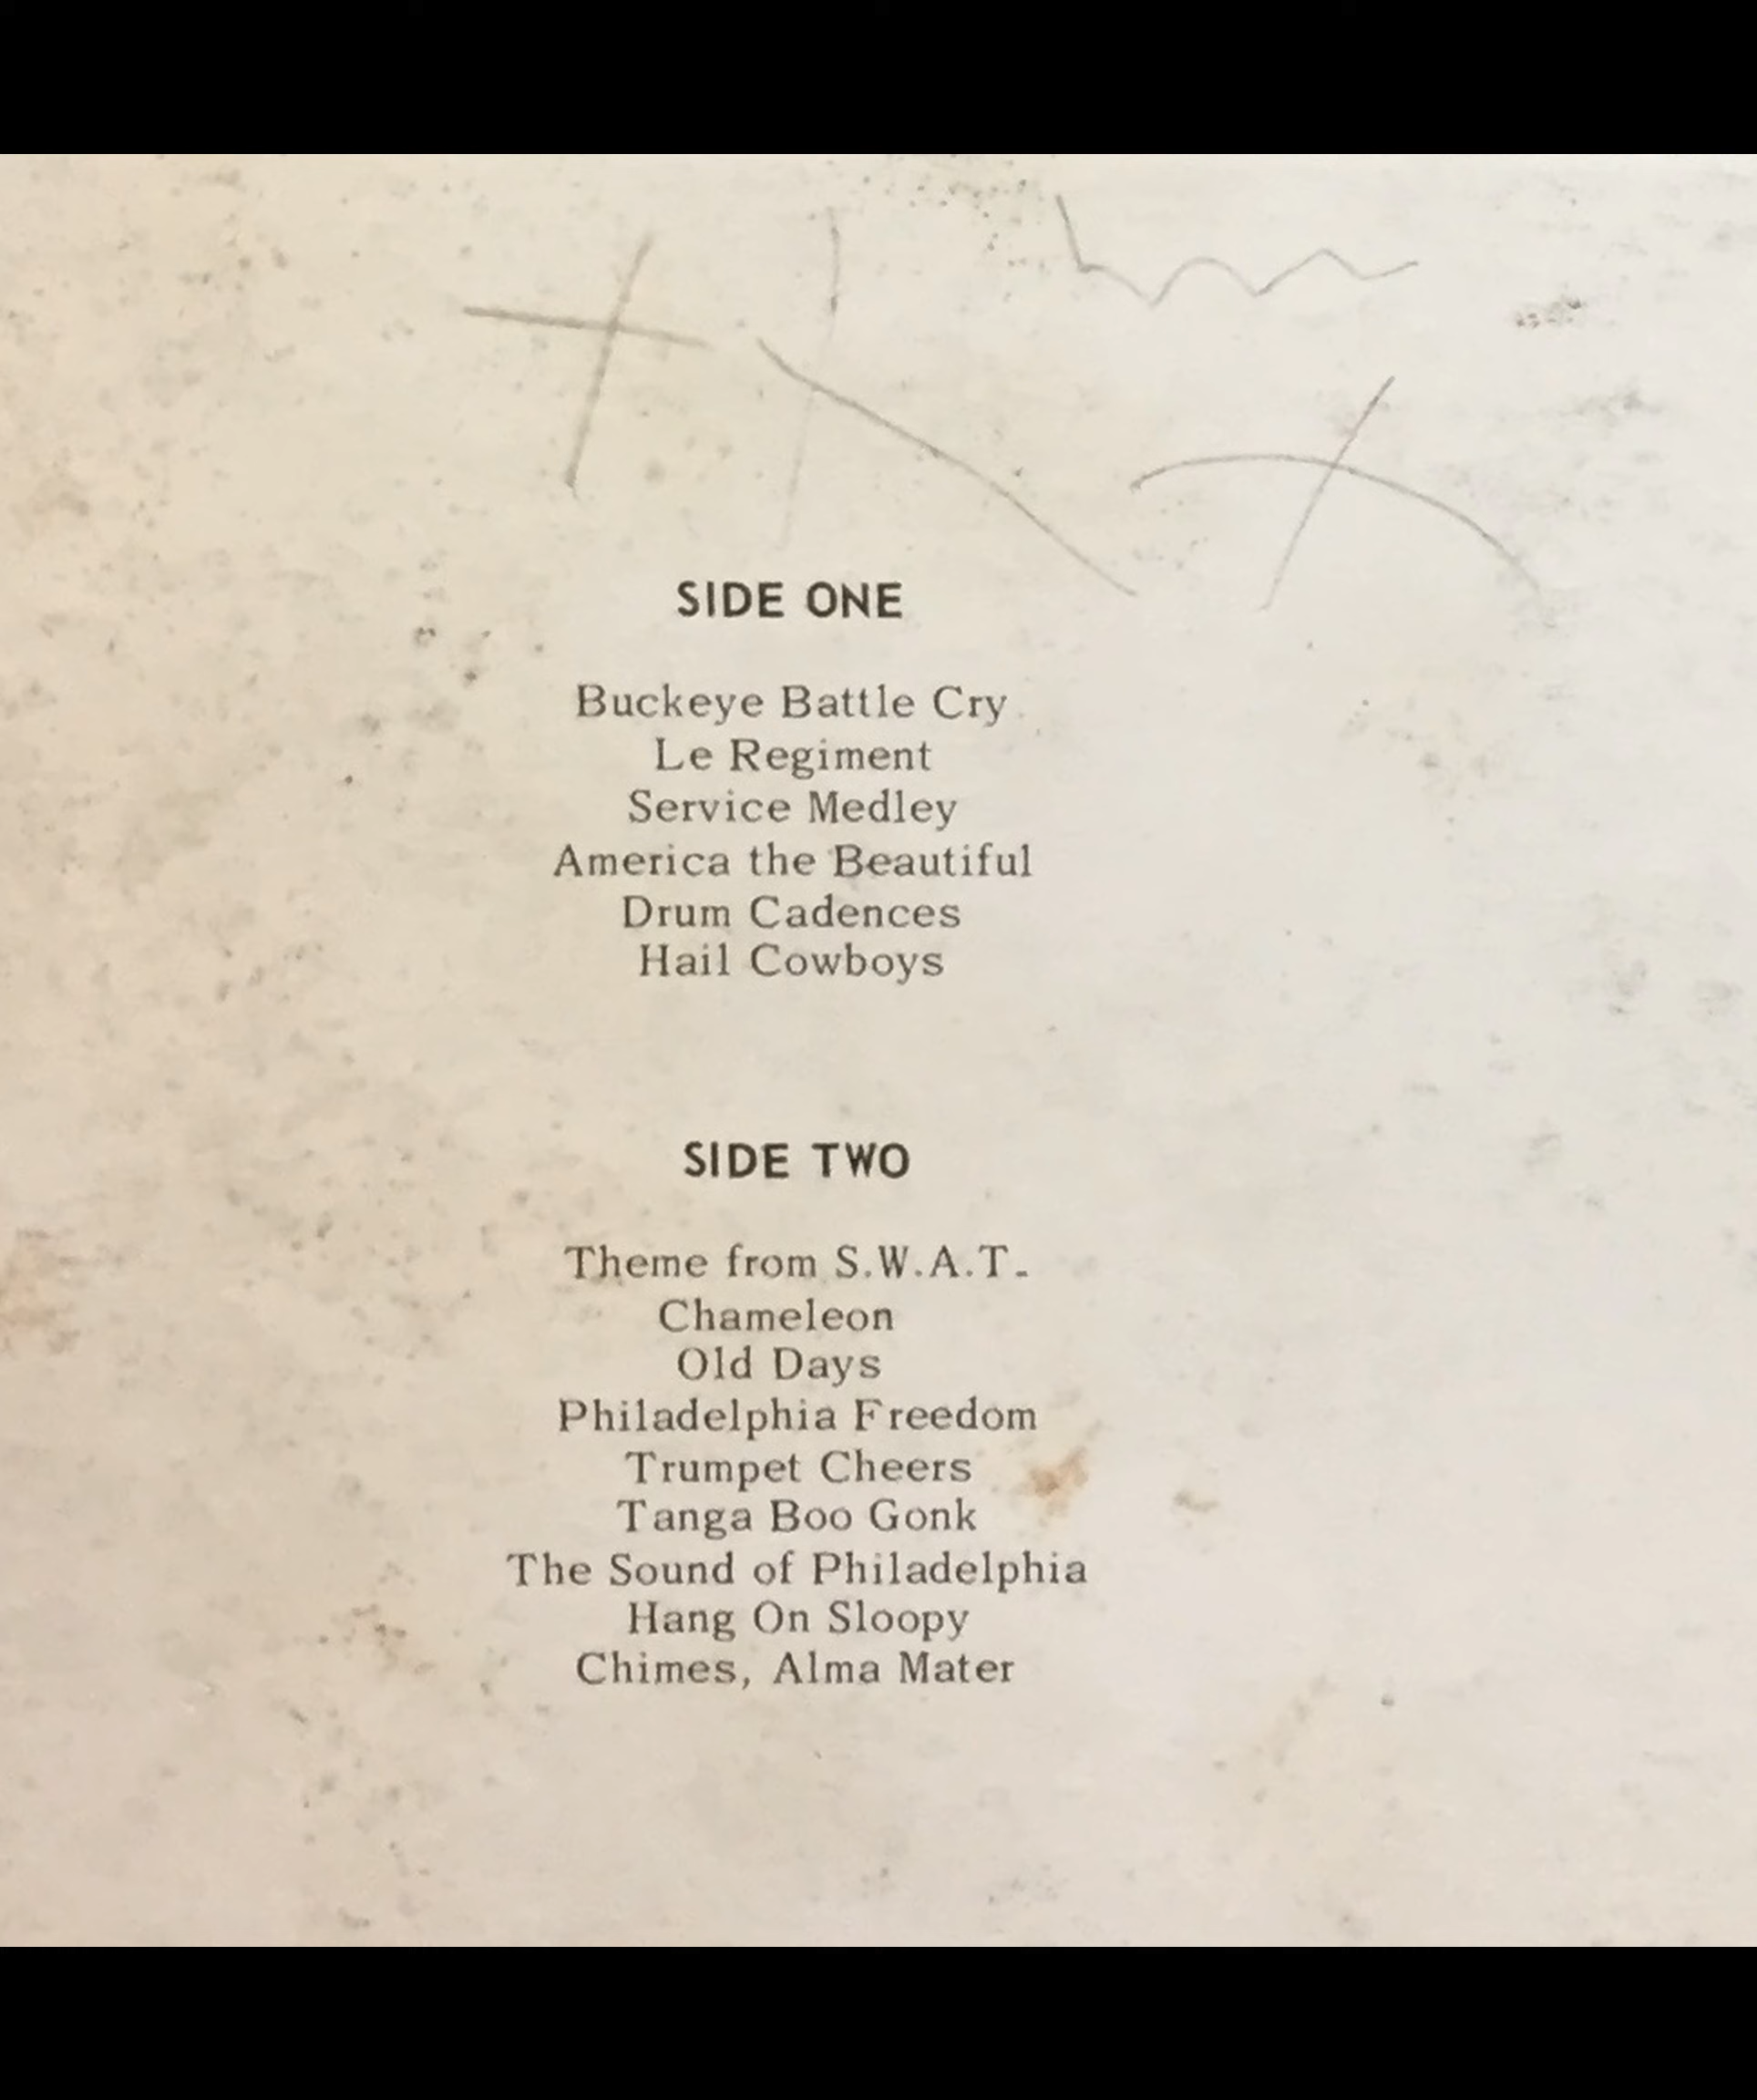 SIDE ONE
Buckeye Battle Cry
Le Regiment
Service Medley
America the Beautiful
Drum Cadences
Hail Cowboys
SIDE TWO
Theme from S.W.A.T.
Chameleon
Old Days
Philadelphia Freedom
Trumpet Cheers
Tanga Boo Gonk
The Sound of Philadelphia
Hang On Sloopy
Chimes, Alma Mater